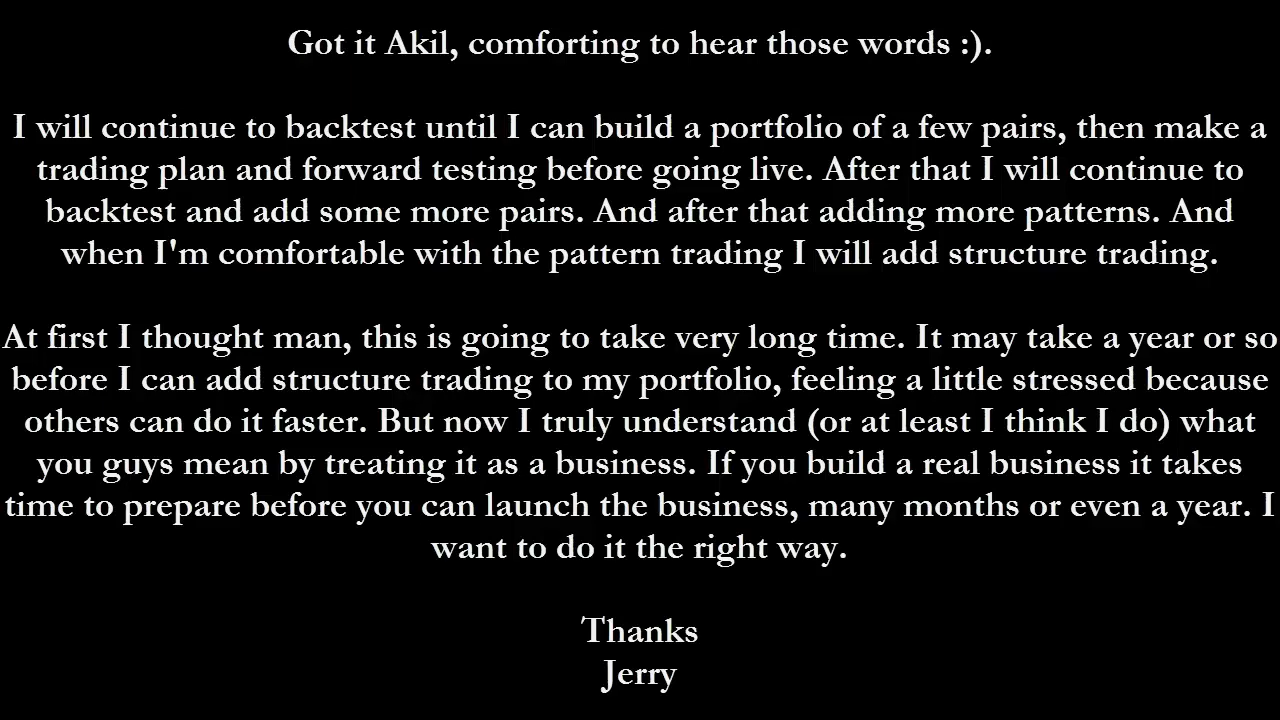 Got it Akil, comforting to hear those words :).
I will continue to backtest until I can build a portfolio of a few pairs, then make a
trading plan and forward testing before going live. After that I will continue to
backtest and add some more pairs. And after that adding more patterns. And
when I'm comfortable with the pattern trading I will add structure trading.
At first I thought man, this is going to take very long time. It may take a year or so
before I can add structure trading to my portfolio, feeling a little stressed because
others can do it faster. But now I truly understand (or at least I think I do) what
you guys mean by treating it as a business. If you build a real business it takes
time to prepare before you can launch the business, many months or even a year. I
want to do it the right way.
Thanks
Jerry